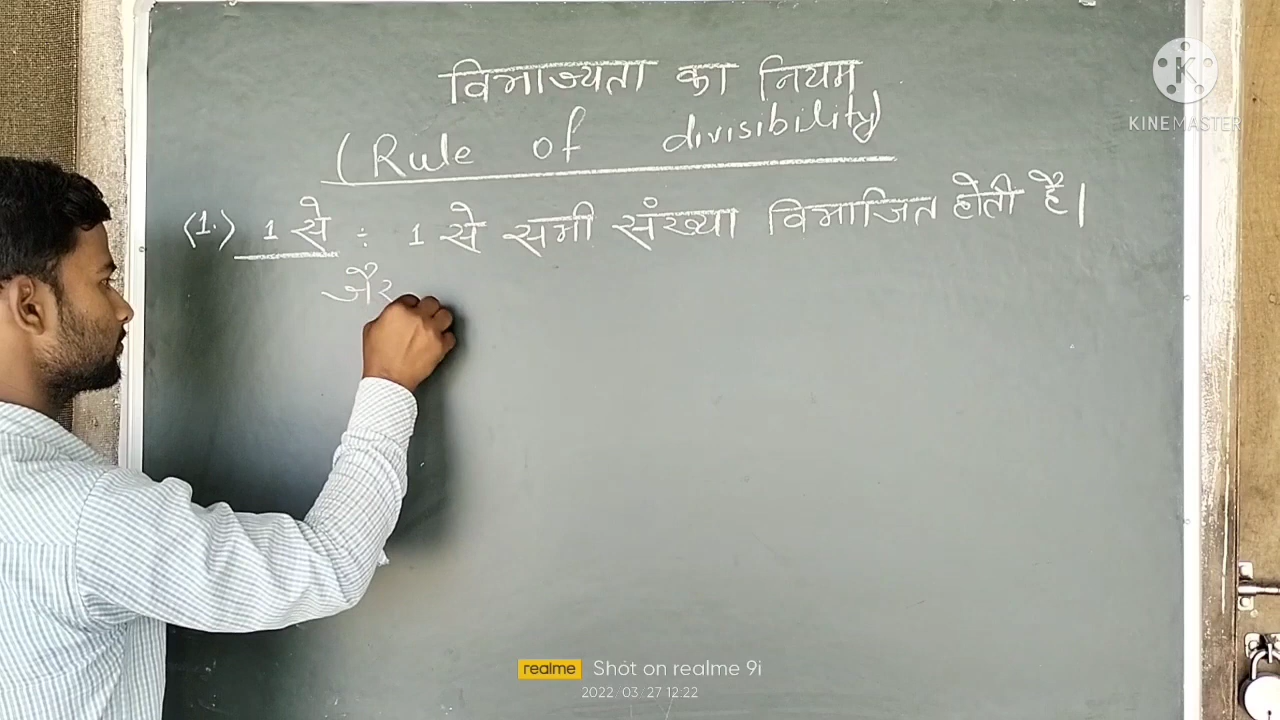 विभाज्यता का नियम
(Rule of divisibility)
KINEMASTER
<1.> 1 से ÷ 1 से सभी संख्या विभाजित होती है।
realme Shot on realme 9i
2022/03/27 12:22